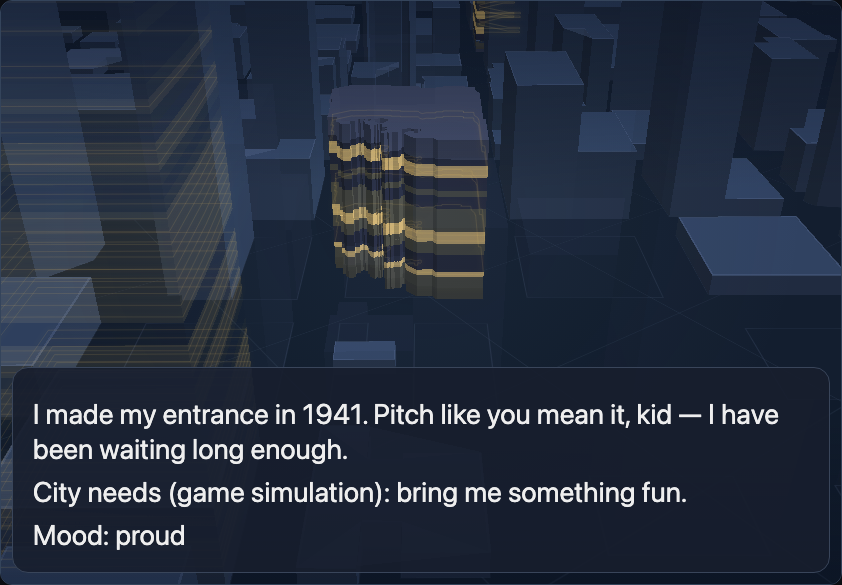 I made my entrance in 1941. Pitch like you mean it, kid — I have
been waiting long enough.
City needs (game simulation): bring me something fun.
Mood: proud